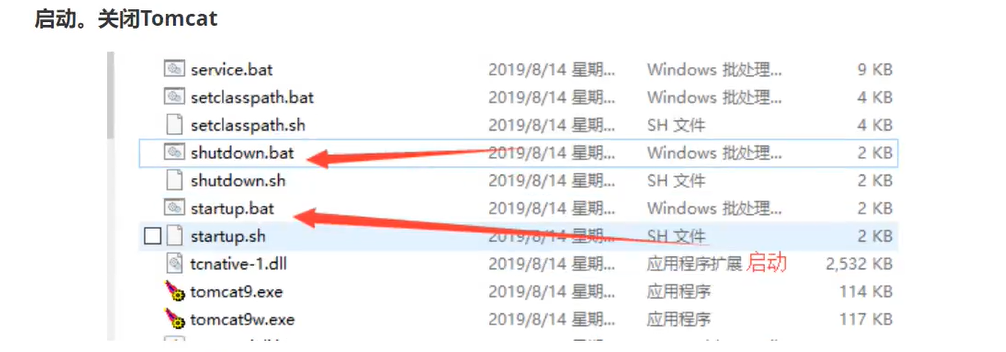 启动。关闭Tomcat
service.bat 2019/8/14 星期... Windows 批处理... 9 KB
setclasspath.bat 2019/8/14 星期... Windows 批处理... 4 KB
setclasspath.sh 2019/8/14 星期... SH 文件 4 KB
shutdown.bat 2019/8/14 星期... Windows 批处理... 2 KB
shutdown.sh 2019/8/14 星期... SH 文件 2 KB
startup.bat 2019/8/14 星期... Windows 批处理... 2 KB
startup.sh 2019/8/14 星期... SH 文件 2 KB
tcnative-1.dll 2019/8/14 星期... 应用程序扩展 启动 2,532 KB
tomcat9.exe 2019/8/14 星期... 应用程序 114 KB
tomcat9w.exe 2019/8/14 星期... 应用程序 117 KB